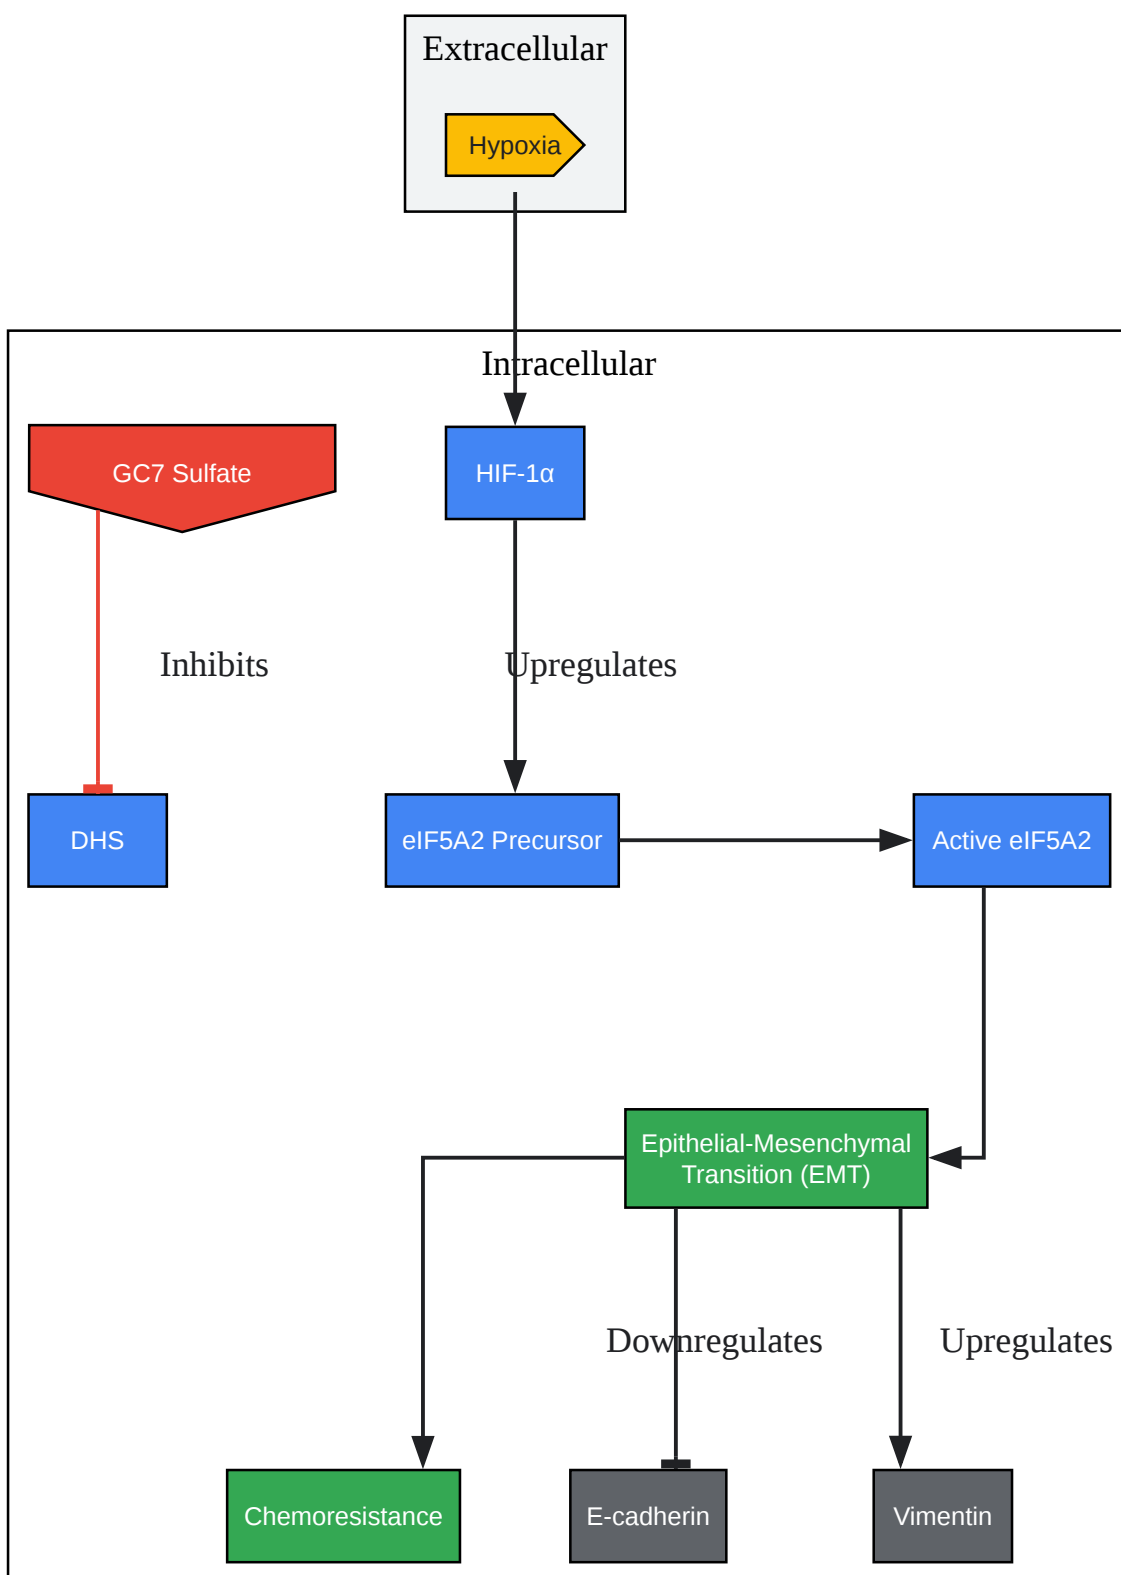 Extracellular
Hypoxia
Intracellular
GC7 Sulfate
HIF-1α
Inhibits
Upregulates
DHS
eIF5A2 Precursor
Active eIF5A2
Epithelial-Mesenchymal
Transition (EMT)
Downregulates
Upregulates
Chemoresistance
E-cadherin
Vimentin